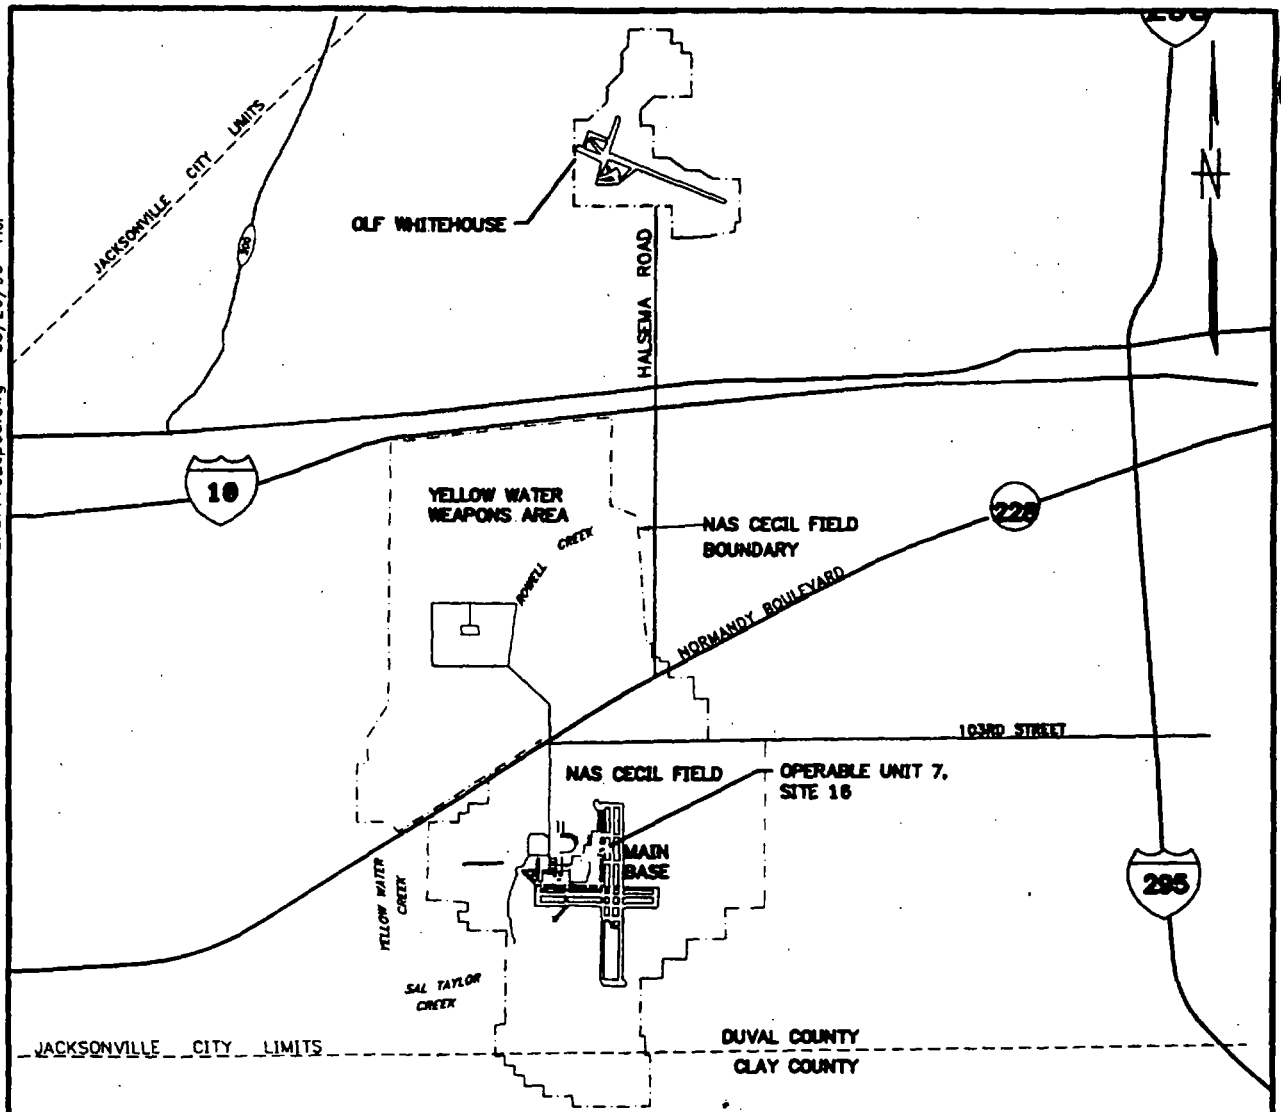 JACKSONVILLE CITY LIMITS
OLF WHITEHOUSE
HALSEMA ROAD
N
10
YELLOW WATER
WEAPONS AREA
ROWELL CREEK
NAS CECIL FIELD
BOUNDARY
228
NORMANDY BOULEVARD
103RD STREET
NAS CECIL FIELD
OPERABLE UNIT 7,
SITE 16
MAIN
BASE
295
YELLOW WATER
CREEK
SAL TAYLOR
CREEK
JACKSONVILLE CITY LIMITS
DUVAL COUNTY
CLAY COUNTY